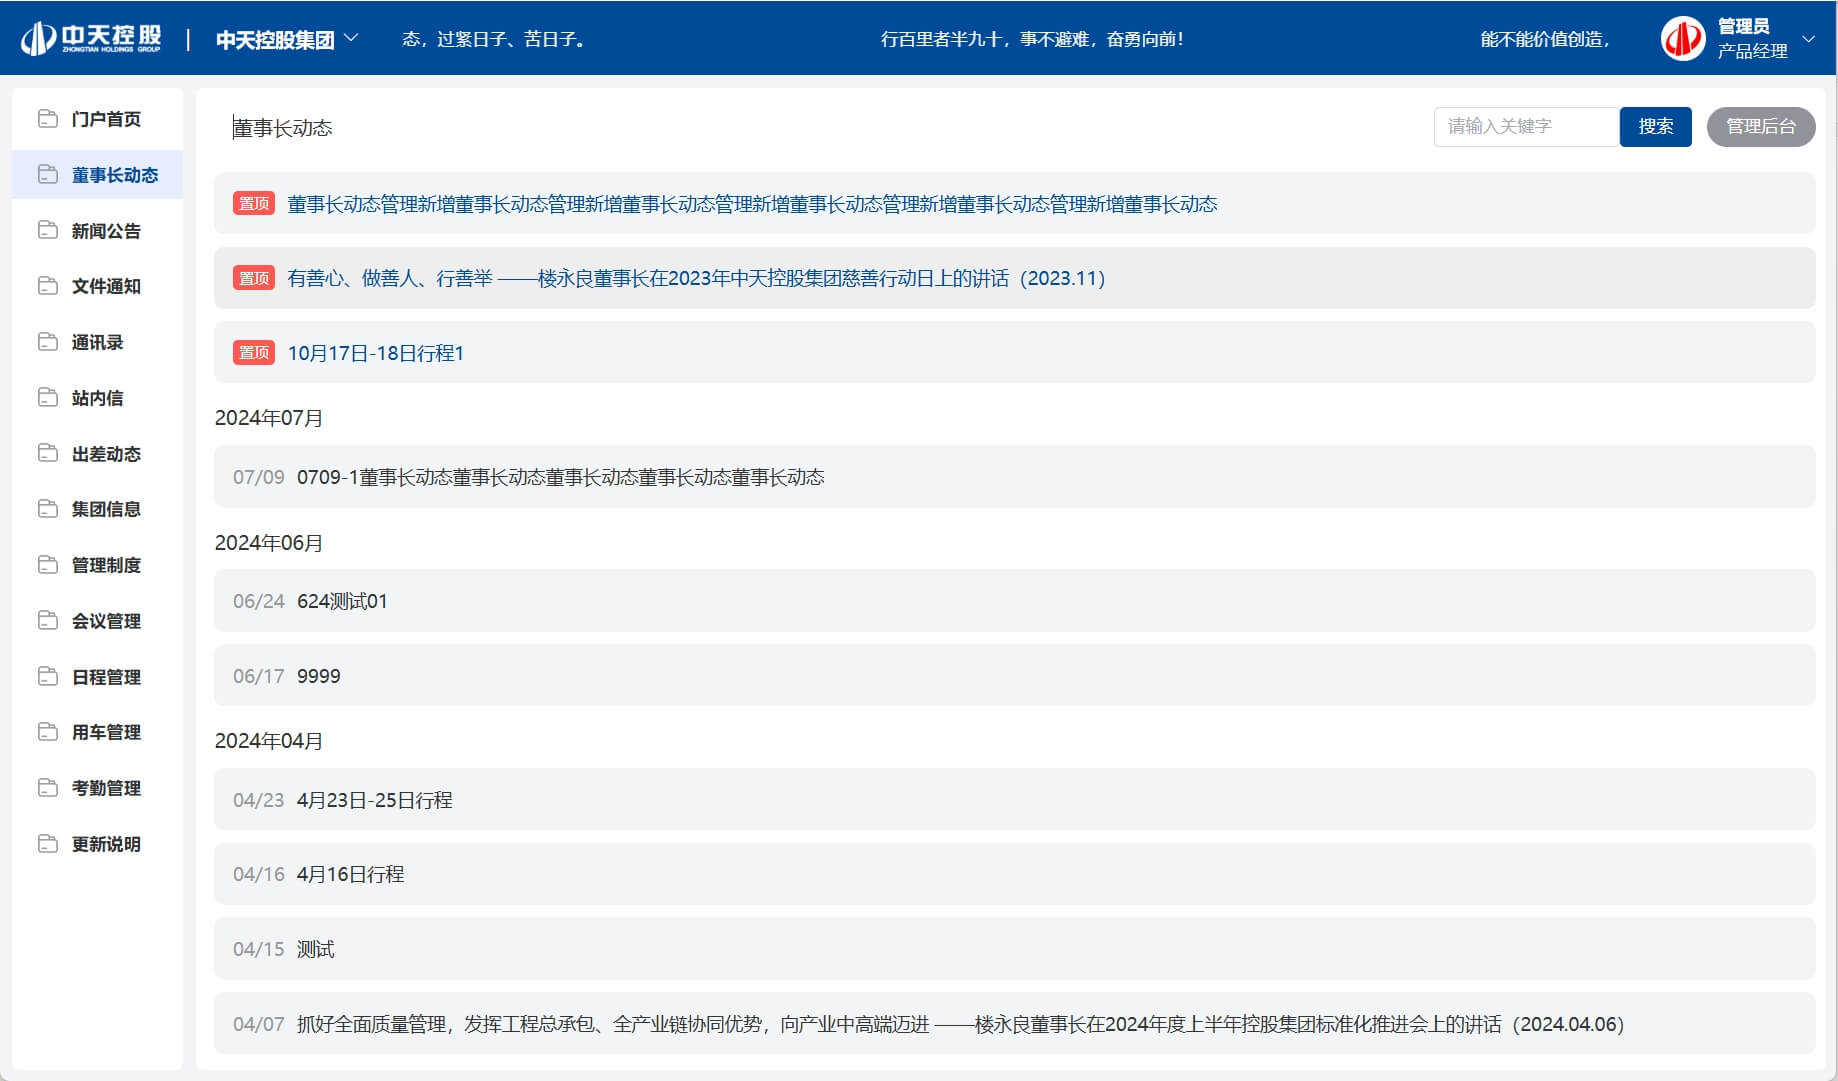 中天控股
ZHONGTIAN HOLDINGS GROUP
中天控股集团
态，过紧日子、苦日子。
行百里者半九十，事不避难，奋勇向前！
能不能价值创造，
管理员
产品经理
门户首页
董事长动态
新闻公告
文件通知
通讯录
站内信
出差动态
集团信息
管理制度
会议管理
日程管理
用车管理
考勤管理
更新说明
董事长动态
请输入关键字
搜索
管理后台
置顶 董事长动态管理新增董事长动态管理新增董事长动态管理新增董事长动态管理新增董事长动态管理新增董事长动态
置顶 有善心、做善人、行善举 ——楼永良董事长在2023年中天控股集团慈善行动日上的讲话（2023.11）
置顶 10月17日-18日行程1
2024年07月
07/09 0709-1董事长动态董事长动态董事长动态董事长动态董事长动态
2024年06月
06/24 624测试01
06/17 9999
2024年04月
04/23 4月23日-25日行程
04/16 4月16日行程
04/15 测试
04/07 抓好全面质量管理，发挥工程总承包、全产业链协同优势，向产业中高端迈进 ——楼永良董事长在2024年度上半年控股集团标准化推进会上的讲话（2024.04.06）